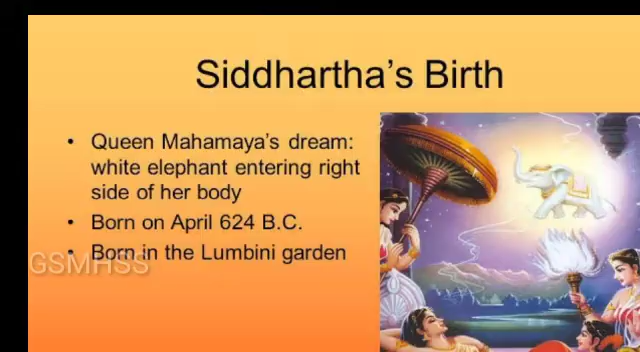 Siddhartha's Birth
• Queen Mahamaya's dream:
white elephant entering right
side of her body
• Born on April 624 B.C.
• Born in the Lumbini garden
GSMHSS